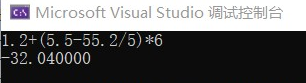 Microsoft Visual Studio 调试控制台
1.2+(5.5-55.2/5)*6
-32.040000